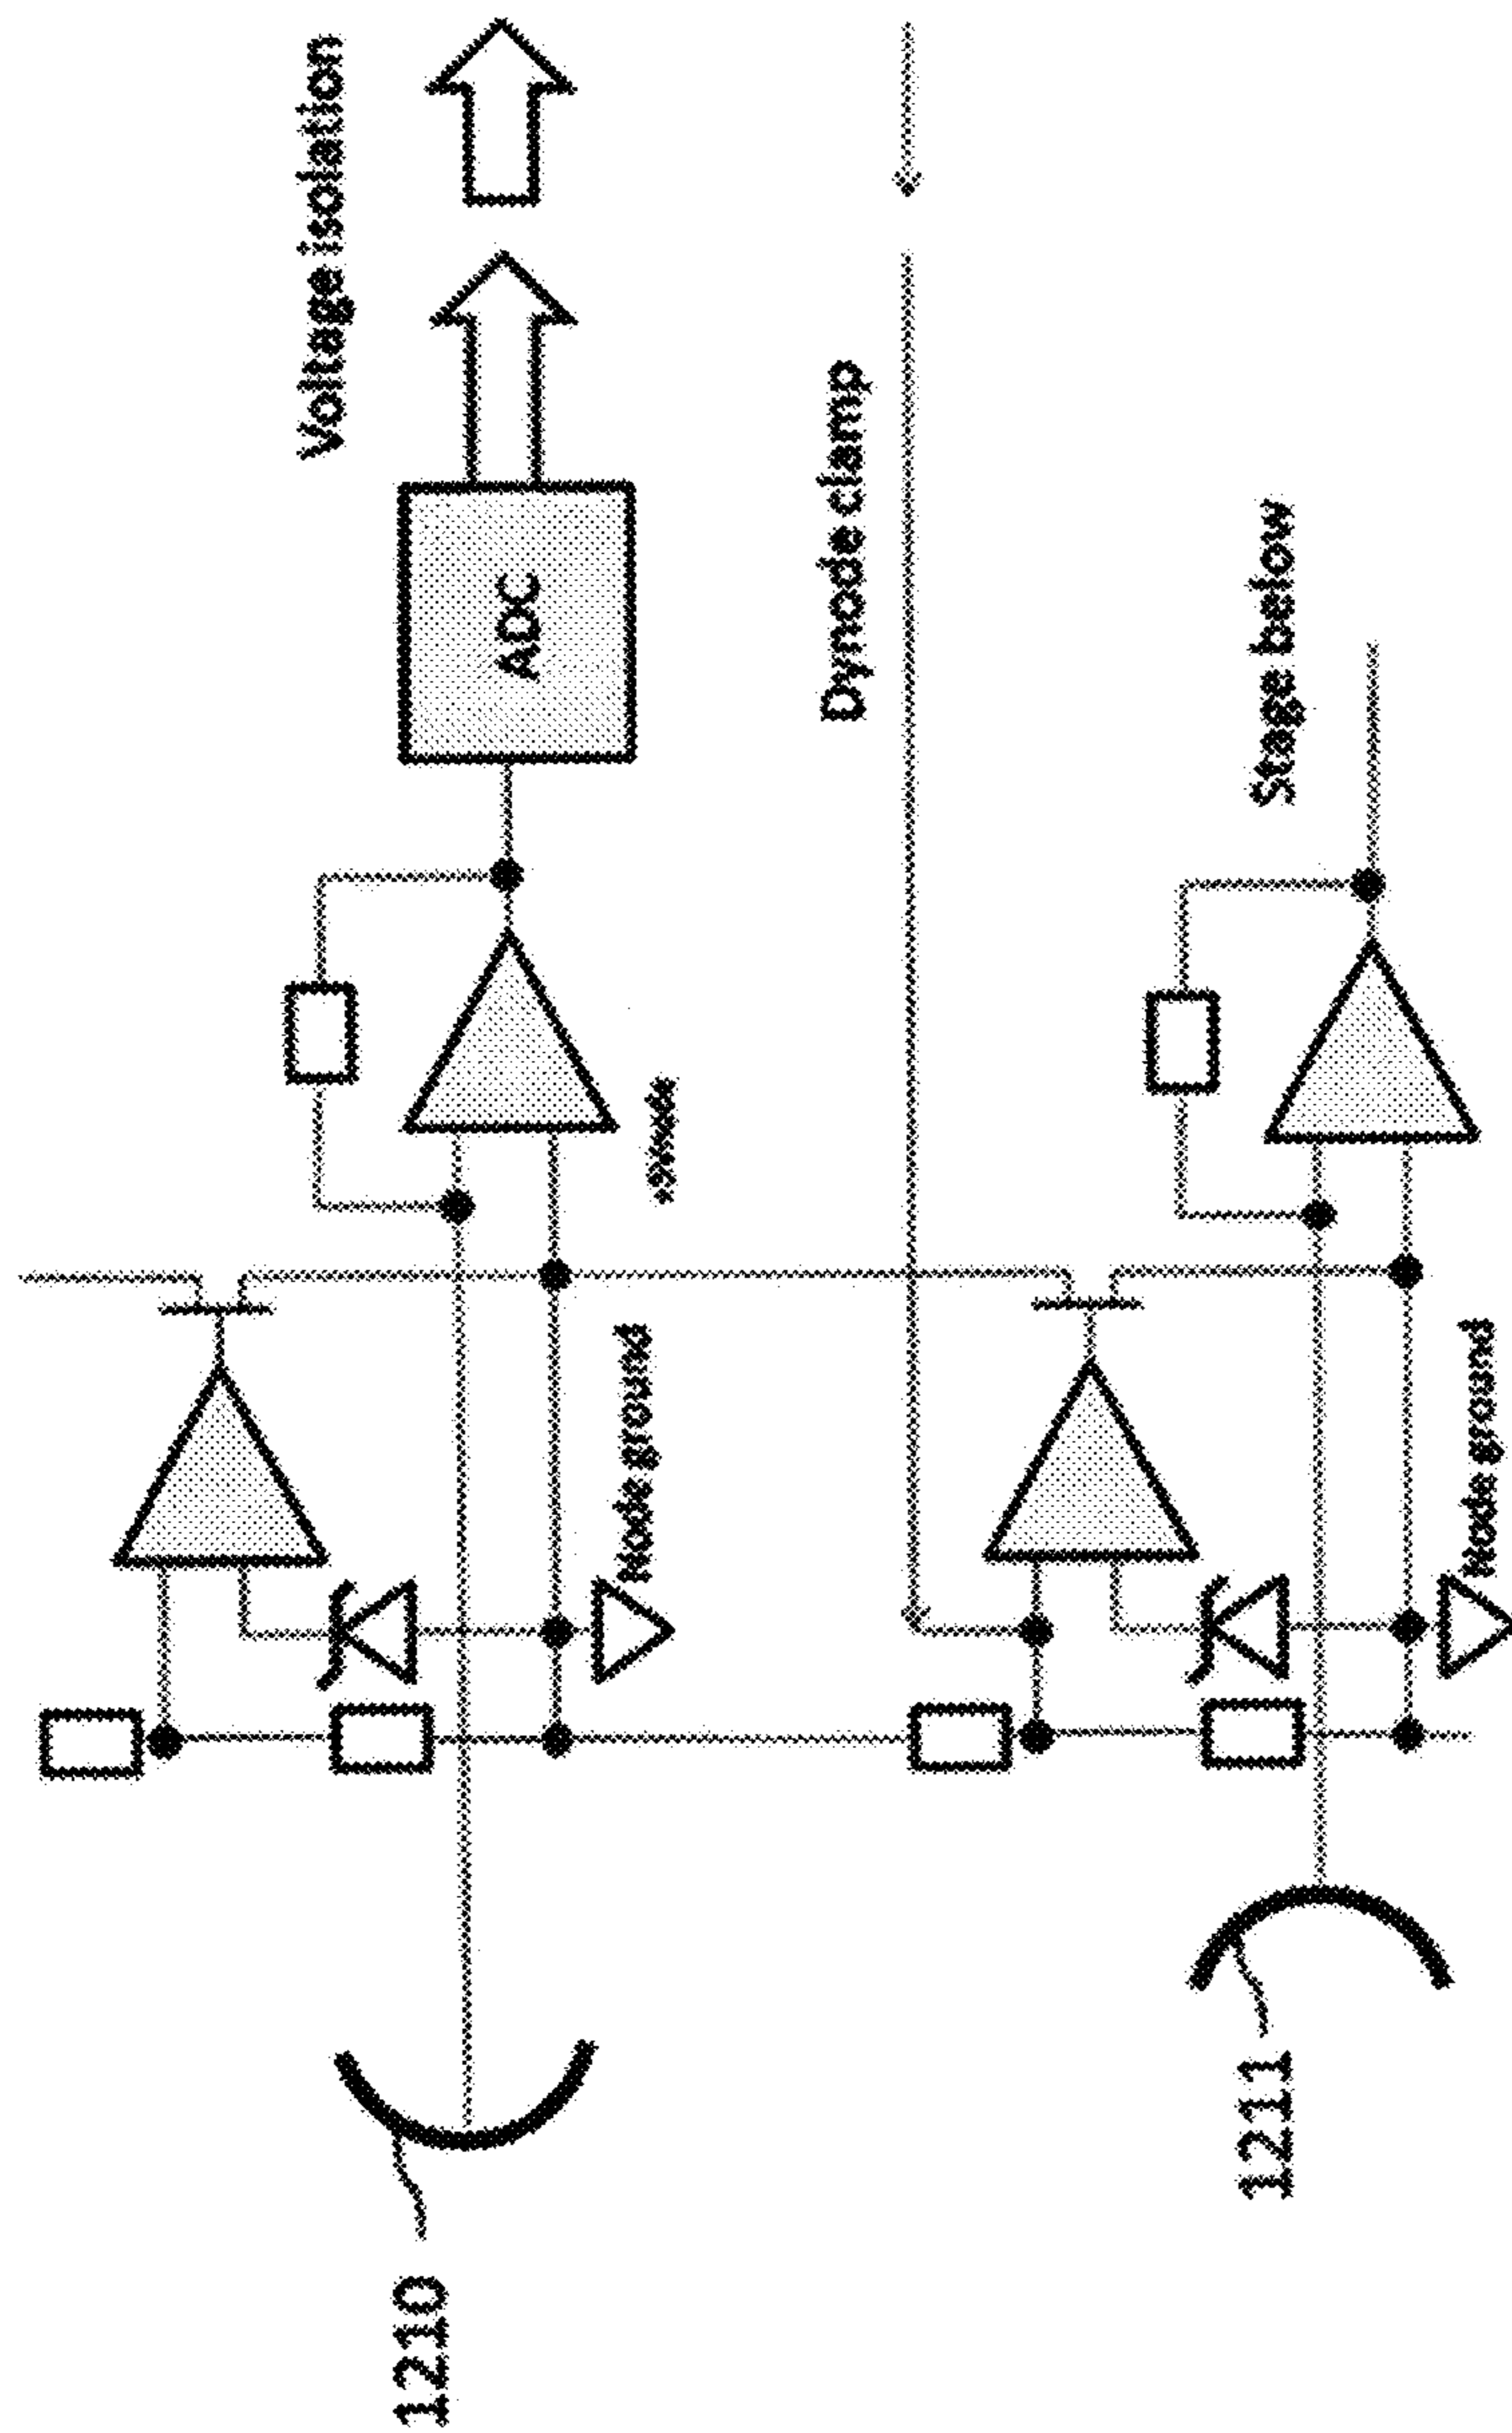 Voltage isolation
ADC
Dynode clamp
Stage below
Node ground
Node ground
1210
1211